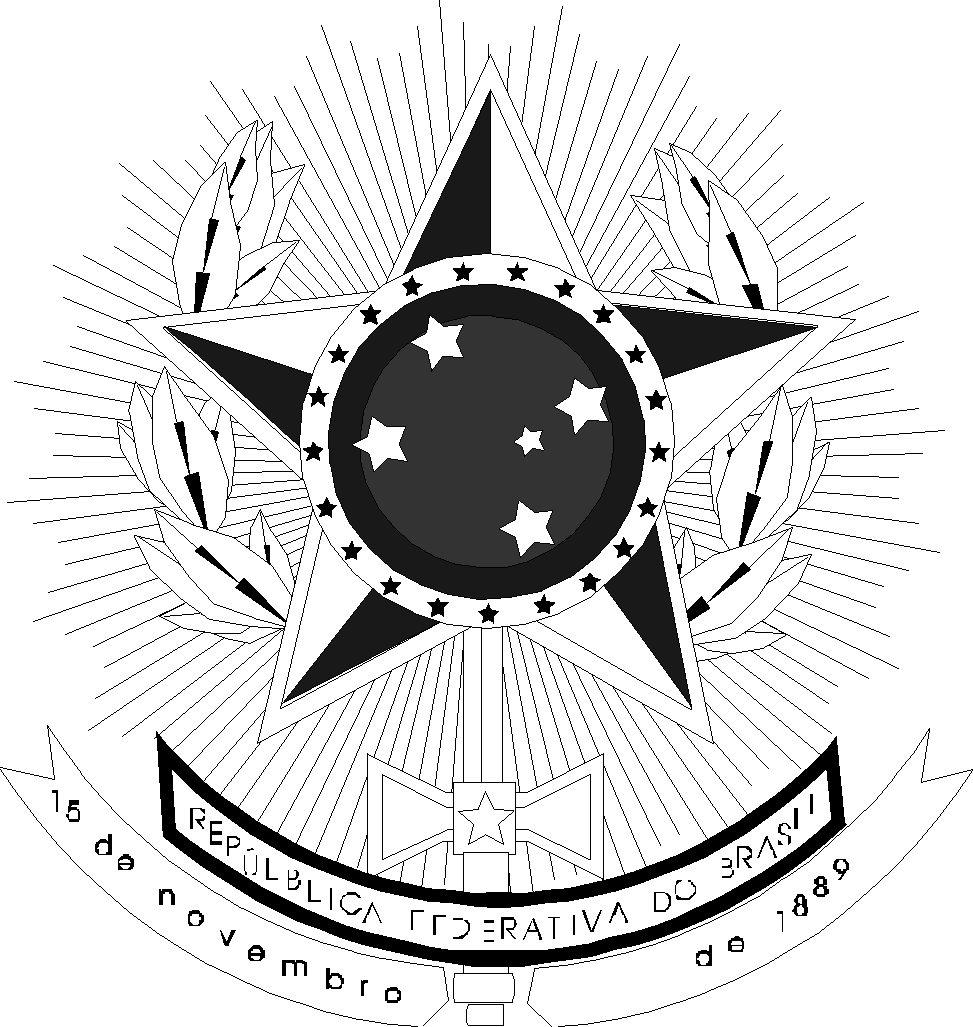 REPÚBLICA FEDERATIVA DO BRASIL
15 de novembro
de 1889